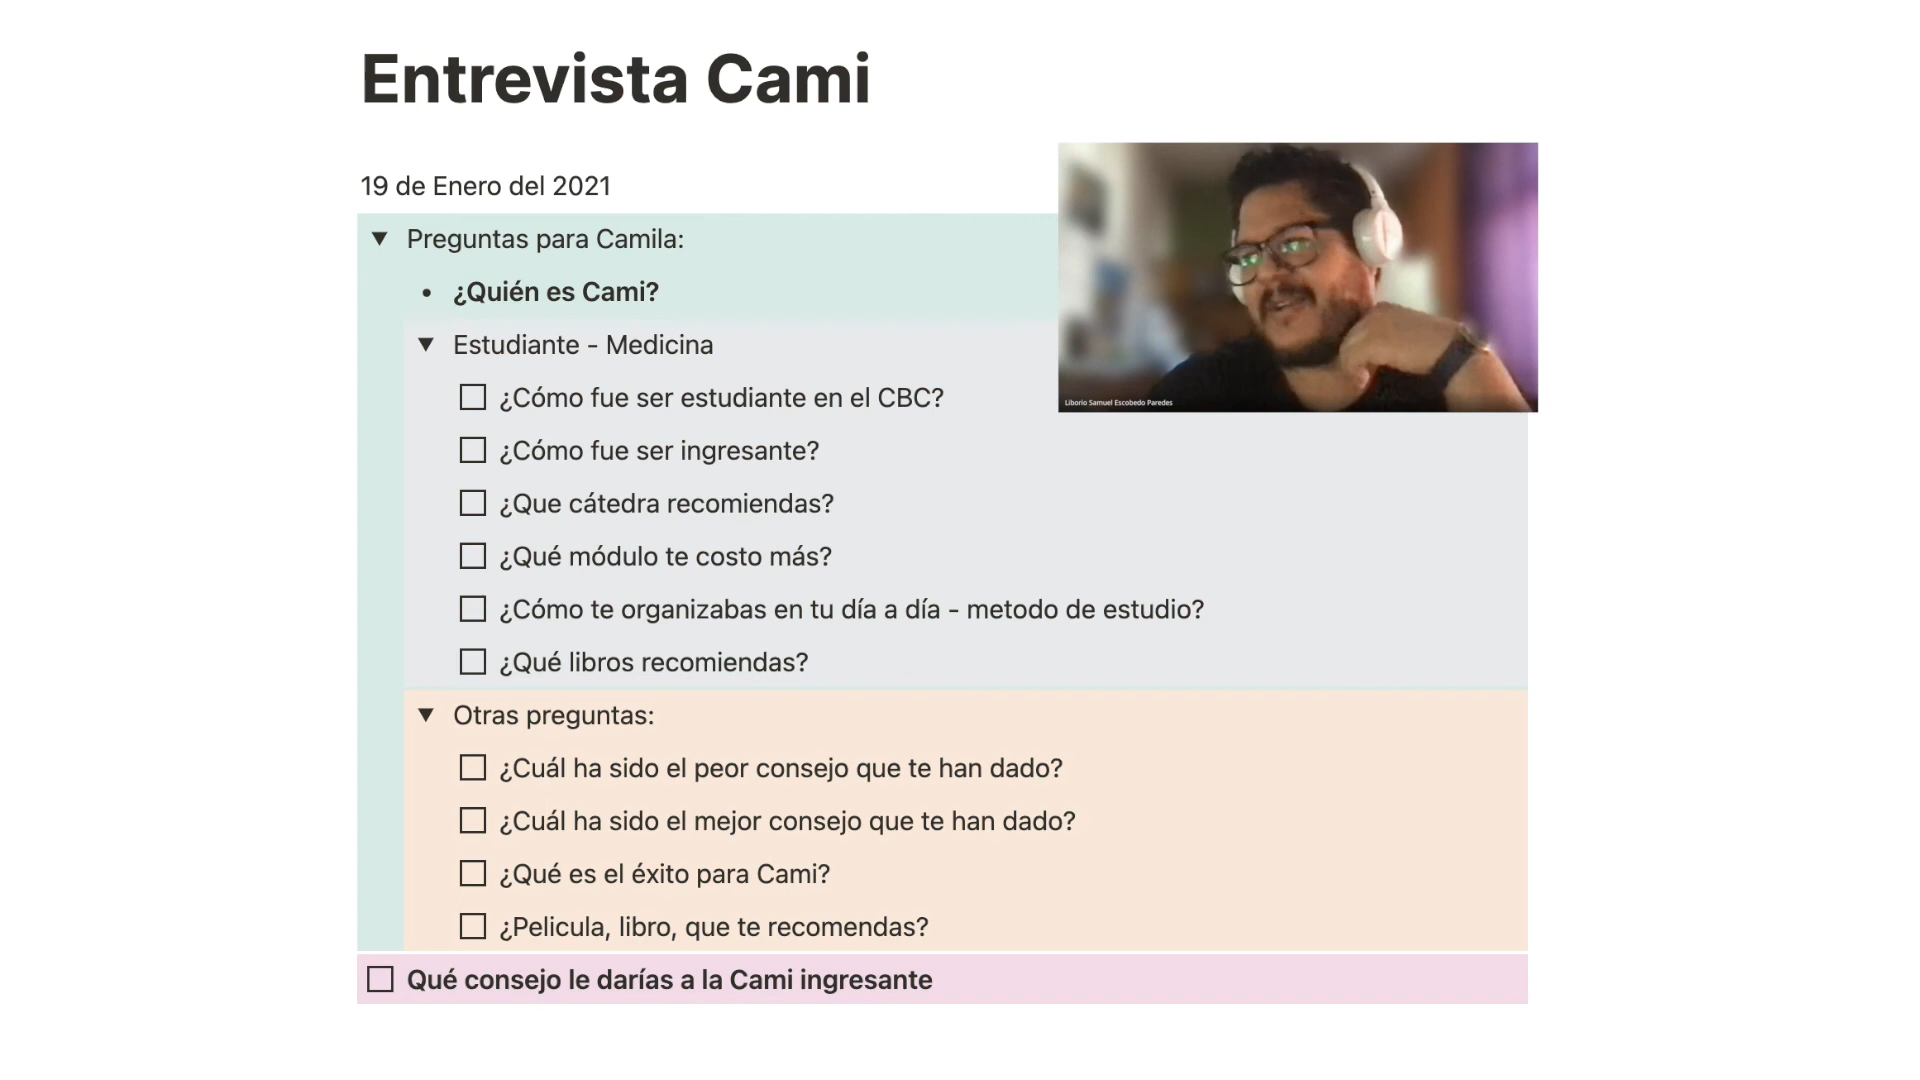 Entrevista Cami
19 de Enero del 2021
Preguntas para Camila:
¿Quién es Cami?
Estudiante - Medicina
¿Cómo fue ser estudiante en el CBC?
¿Cómo fue ser ingresante?
¿Que cátedra recomiendas?
¿Qué módulo te costo más?
¿Cómo te organizabas en tu día a día - metodo de estudio?
¿Qué libros recomiendas?
Otras preguntas:
¿Cuál ha sido el peor consejo que te han dado?
¿Cuál ha sido el mejor consejo que te han dado?
¿Qué es el éxito para Cami?
¿Pelicula, libro, que te recomendas?
Qué consejo le darías a la Cami ingresante
Liborio Samuel Escobedo Paredes